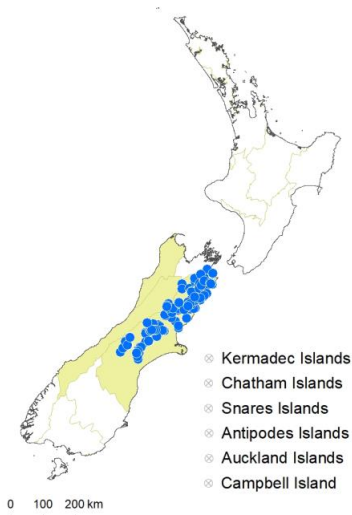 Kermadec Islands
Chatham Islands
Snares Islands
Antipodes Islands
Auckland Islands
Campbell Island
0 100 200 km